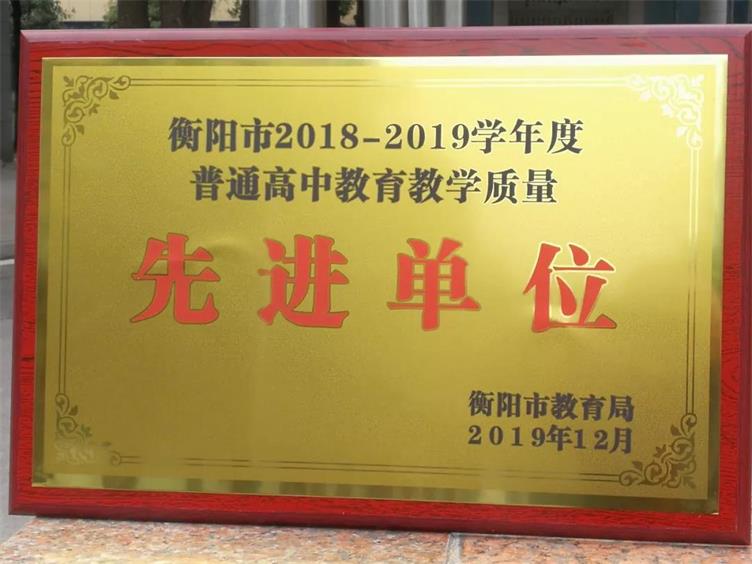 衡阳市2018-2019学年度
普通高中教育教学质量
先进单位
衡阳市教育局
2019年12月